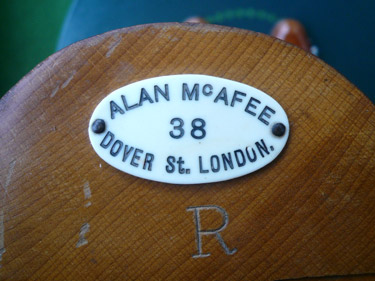 ALAN McAFEE
38
DOVER St. LONDON.
R